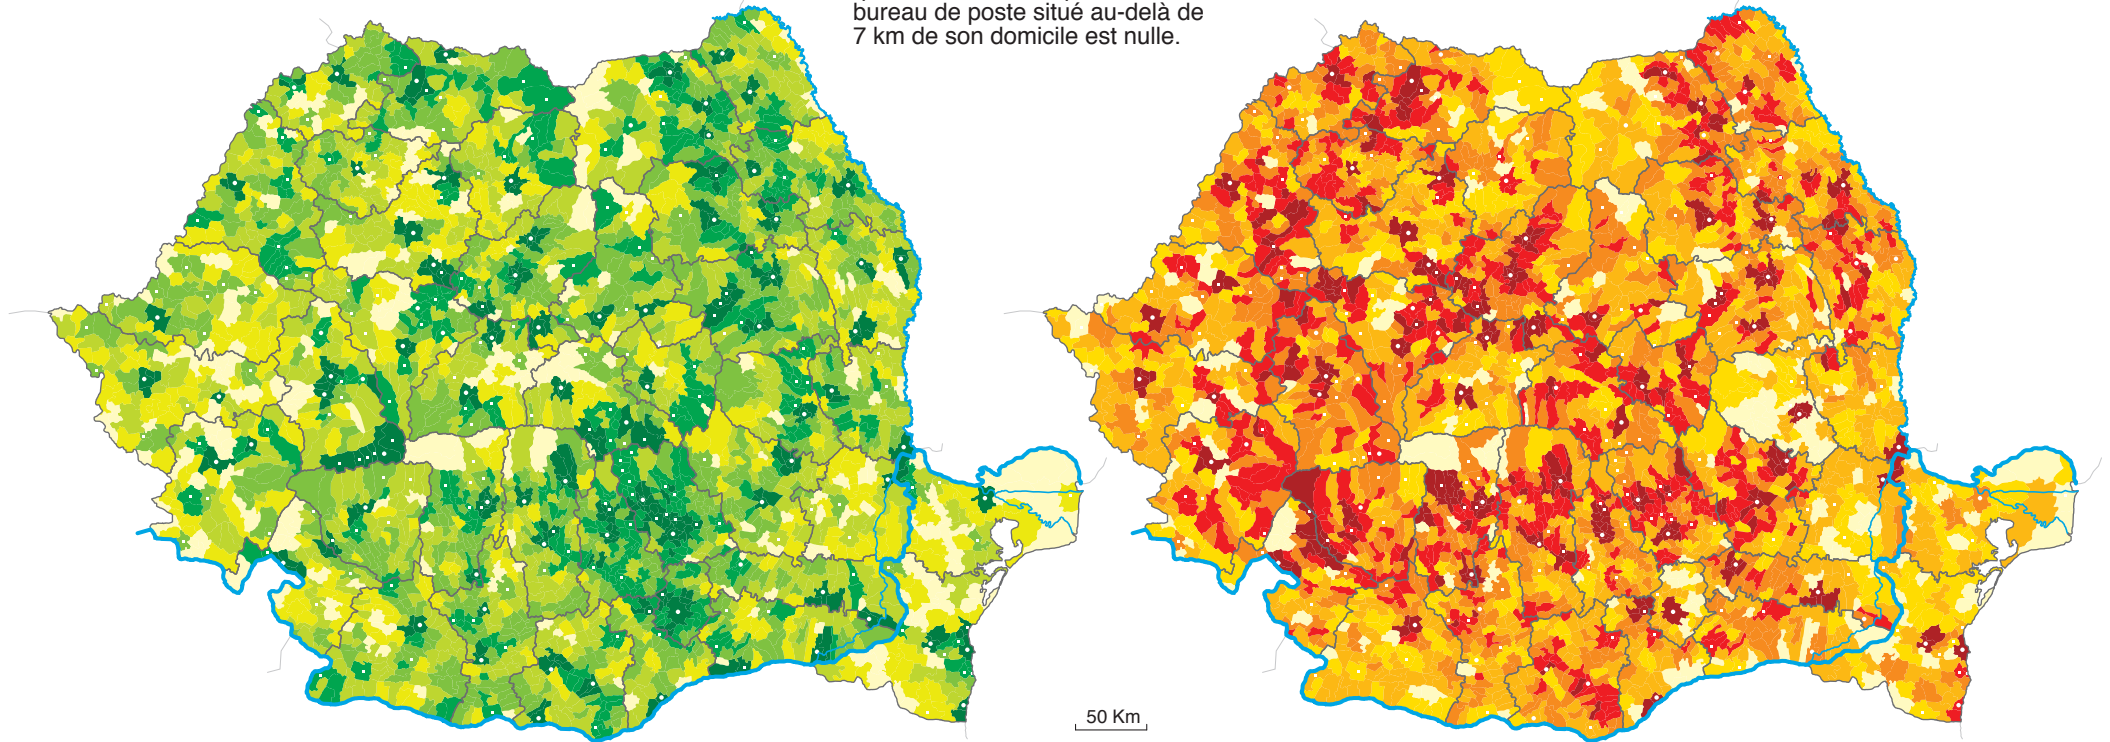 bureau de poste situé au-delà de
7 km de son domicile est nulle.
50 Km